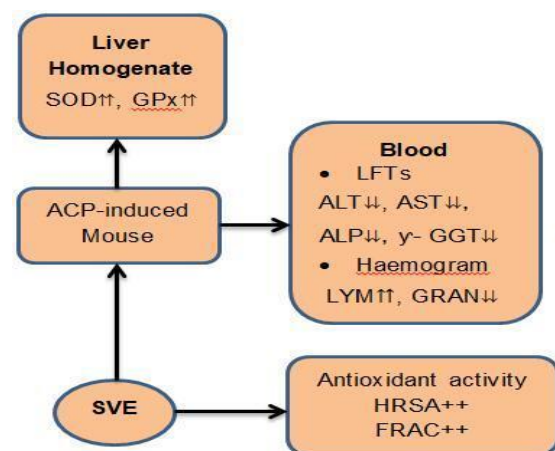 Liver
Homogenate
SOD⇈, GPx⇈
ACP-induced
Mouse
Blood
• LFTs
ALT⇊, AST⇊,
ALP⇊, γ- GGT⇊
• Haemogram
LYM⇈, GRAN⇊
SVE
Antioxidant activity
HRSA++
FRAC++